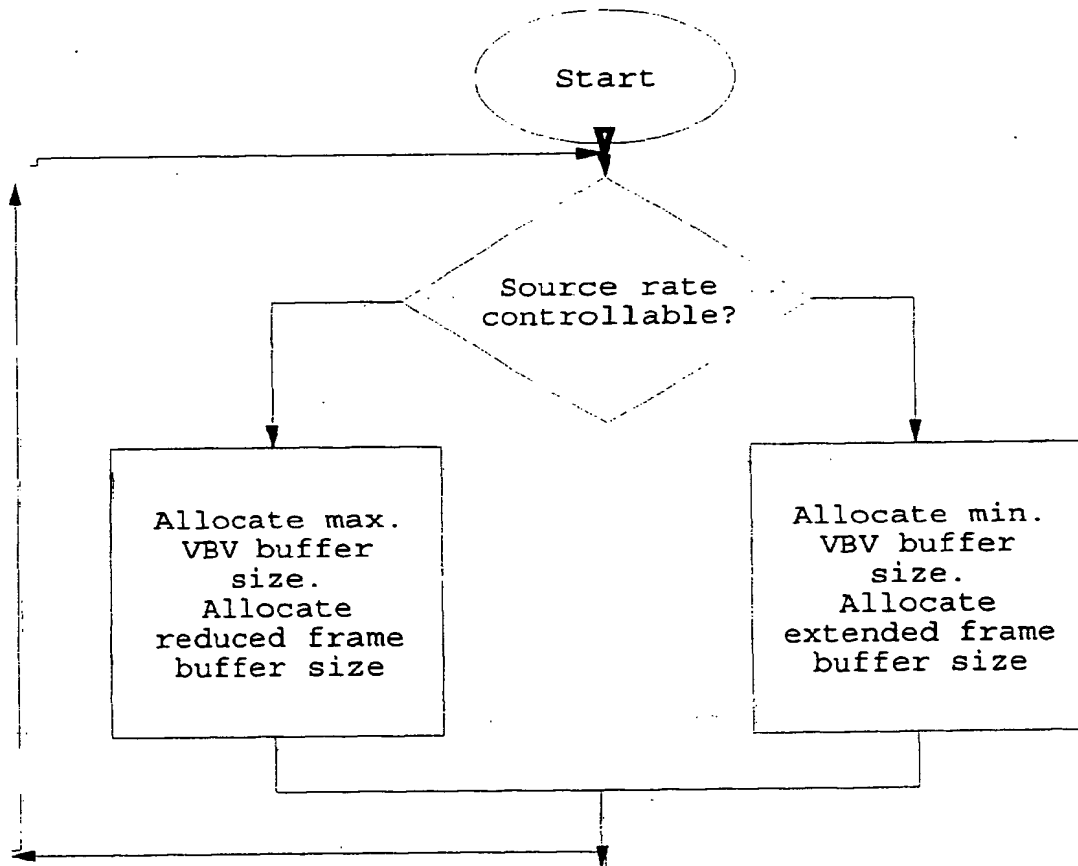 Start
Source rate
controllable?
Allocate max.
VBV buffer
size.
Allocate
reduced frame
buffer size
Allocate min.
VBV buffer
size.
Allocate
extended frame
buffer size